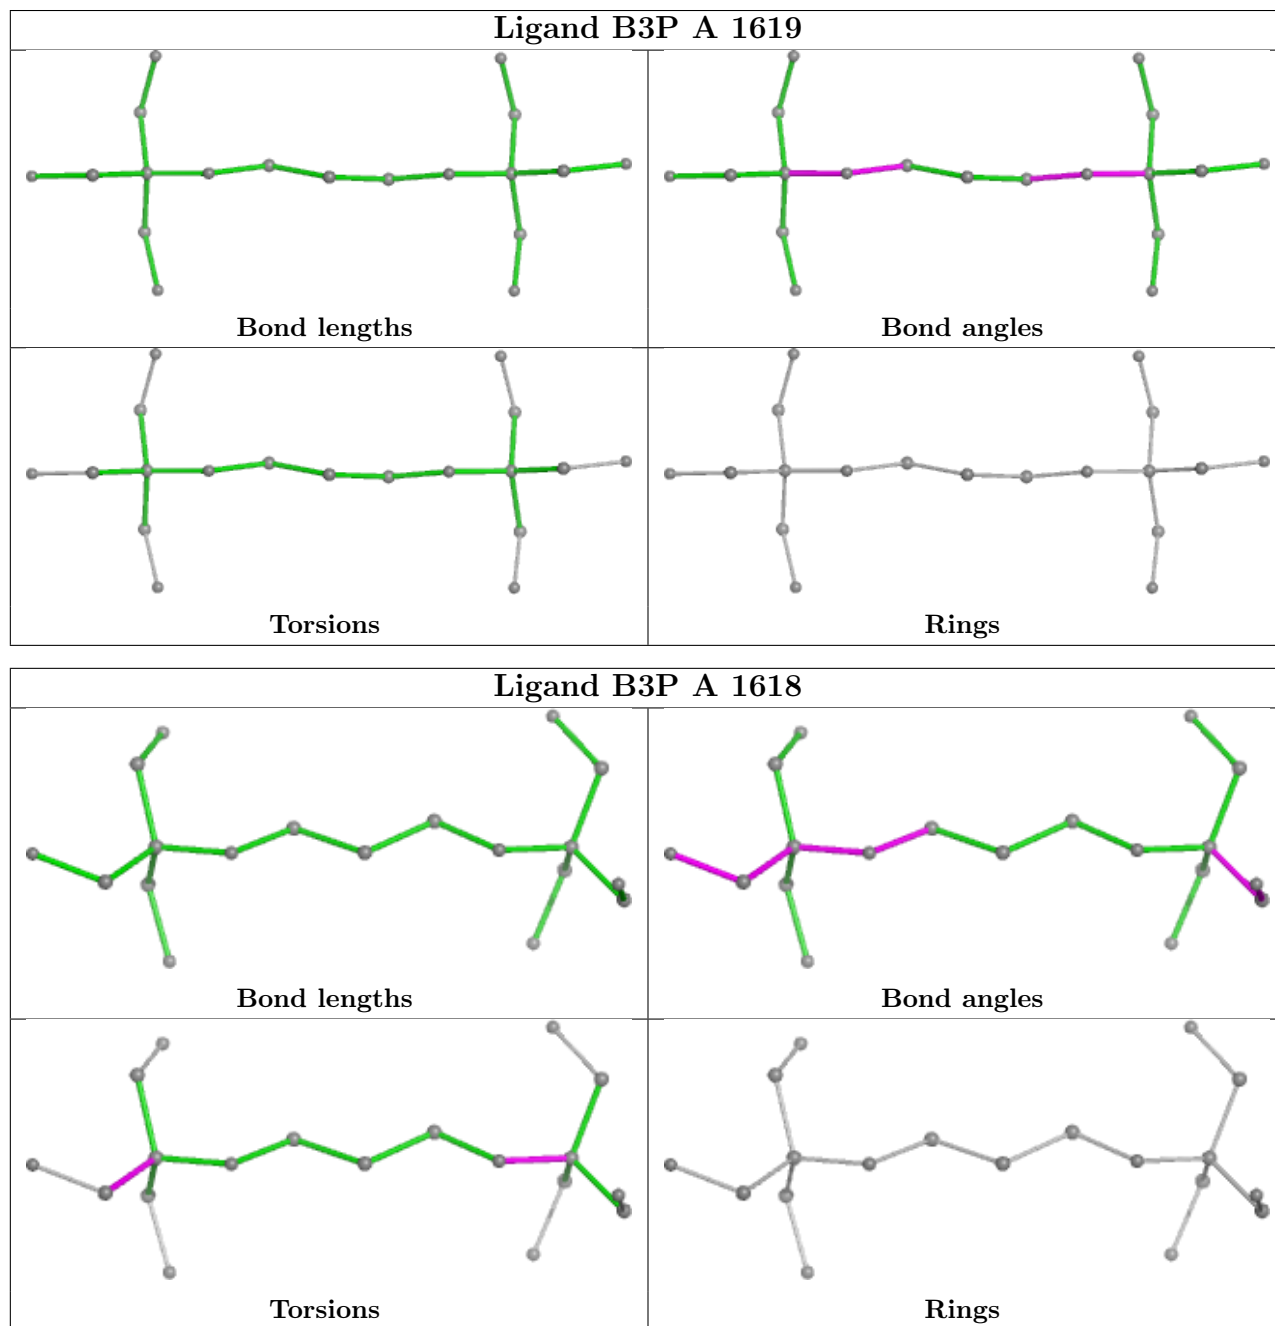 Ligand B3P A 1619
Bond lengths
Bond angles
Torsions
Rings
Ligand B3P A 1618
Bond lengths
Bond angles
Torsions
Rings